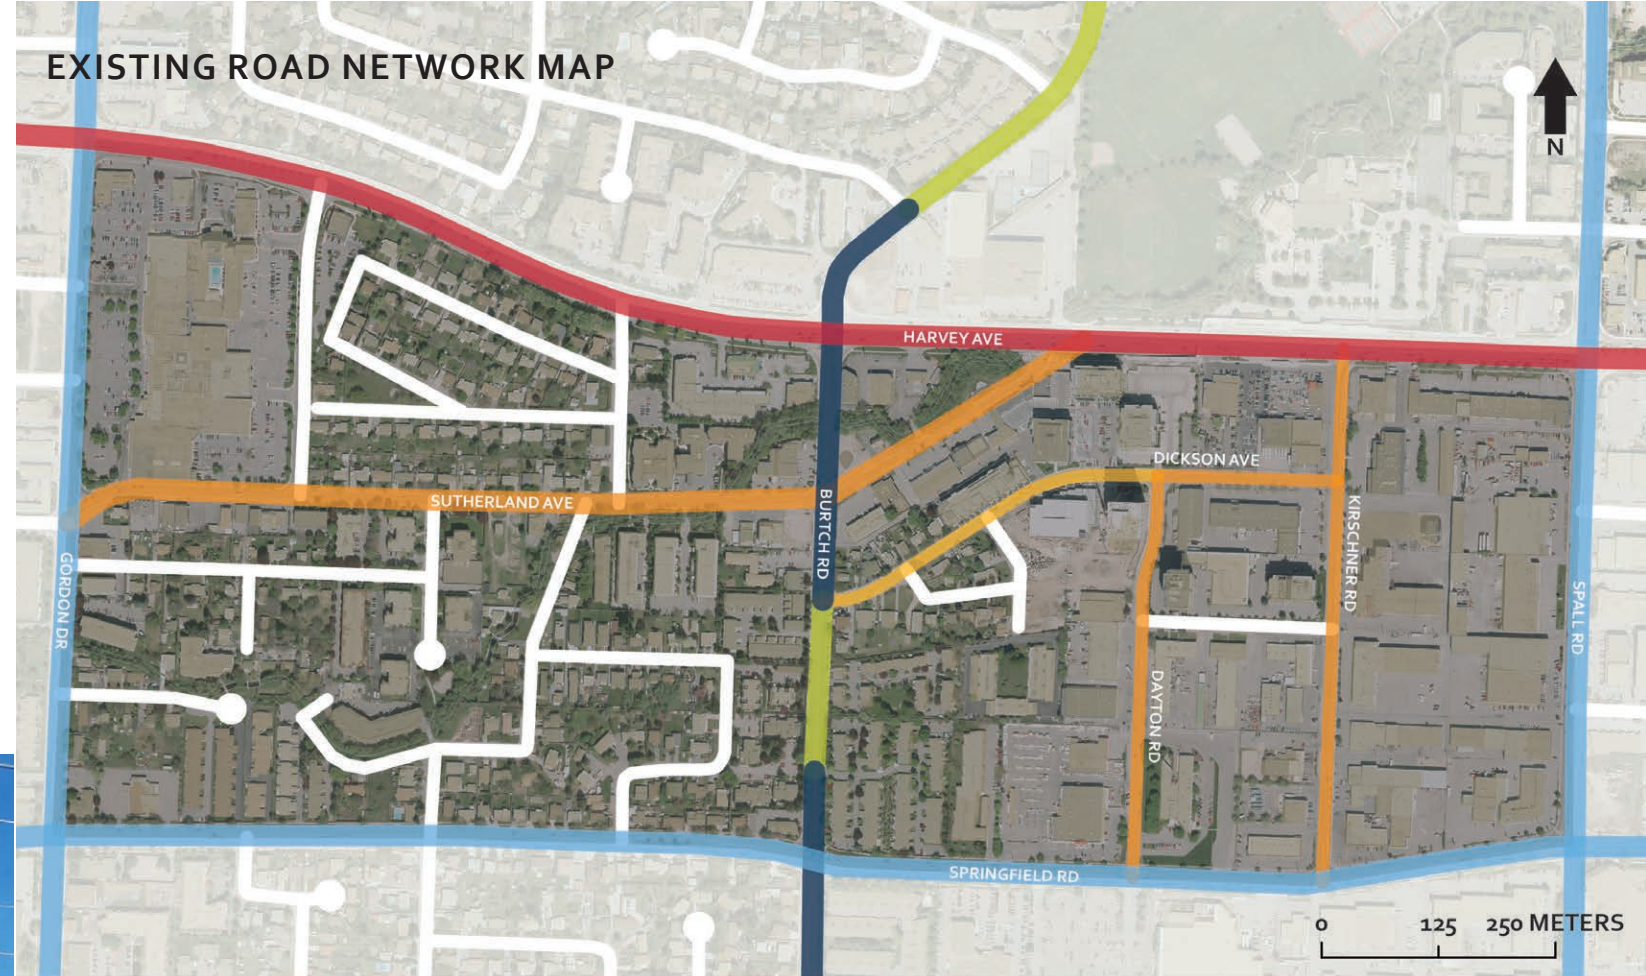 EXISTING ROAD NETWORK MAP
N
HARVEY AVE
DICKSON AVE
SUTHERLAND AVE
BURTCH RD
KIRSCHNER RD
GORDON DR
SPALL RD
DAYTON RD
SPRINGFIELD RD
0 125 250 METERS